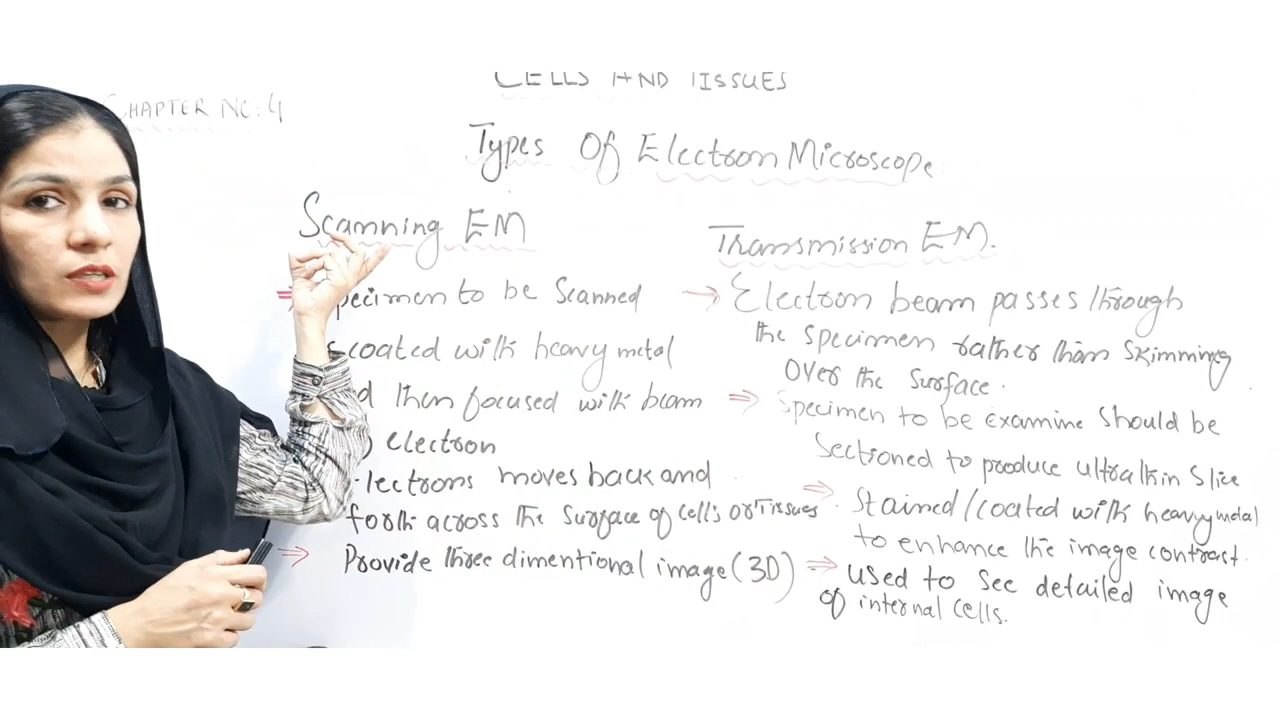 CELLS AND TISSUES
CHAPTER NO:4
Types Of Electron Microscope
Scanning EM
specimen to be Scanned
coated with heavy metal
then focused with beam
electron
lectrons moves back and
forth across the surface of cells or Tissues
Provide three dimentional image (3D)
Transmission EM.
Electron beam passes through
the specimen rather than skimming
over the surface.
Specimen to be examine should be
Sectioned to produce ultrathin slice
Stained/coated with heavy metal
to enhance the image contrast.
used to see detailed image
of internal cells.